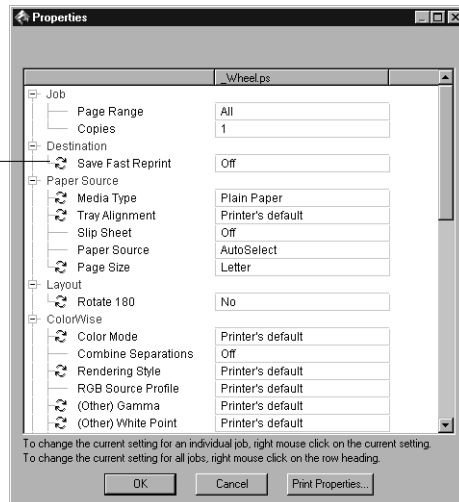 Properties
_Wheel.ps
Job
Page Range All
Copies 1
Destination
Save Fast Reprint Off
Paper Source
Media Type Plain Paper
Tray Alignment Printer's default
Slip Sheet Off
Paper Source AutoSelect
Page Size Letter
Layout
Rotate 180 No
ColorWise
Color Mode Printer's default
Combine Separations Off
Rendering Style Printer's default
RGB Source Profile Printer's default
(Other) Gamma Printer's default
(Other) White Point Printer's default
To change the current setting for an individual job, right mouse click on the current setting.
To change the current setting for all jobs, right mouse click on the row heading.
OK Cancel Print Properties...